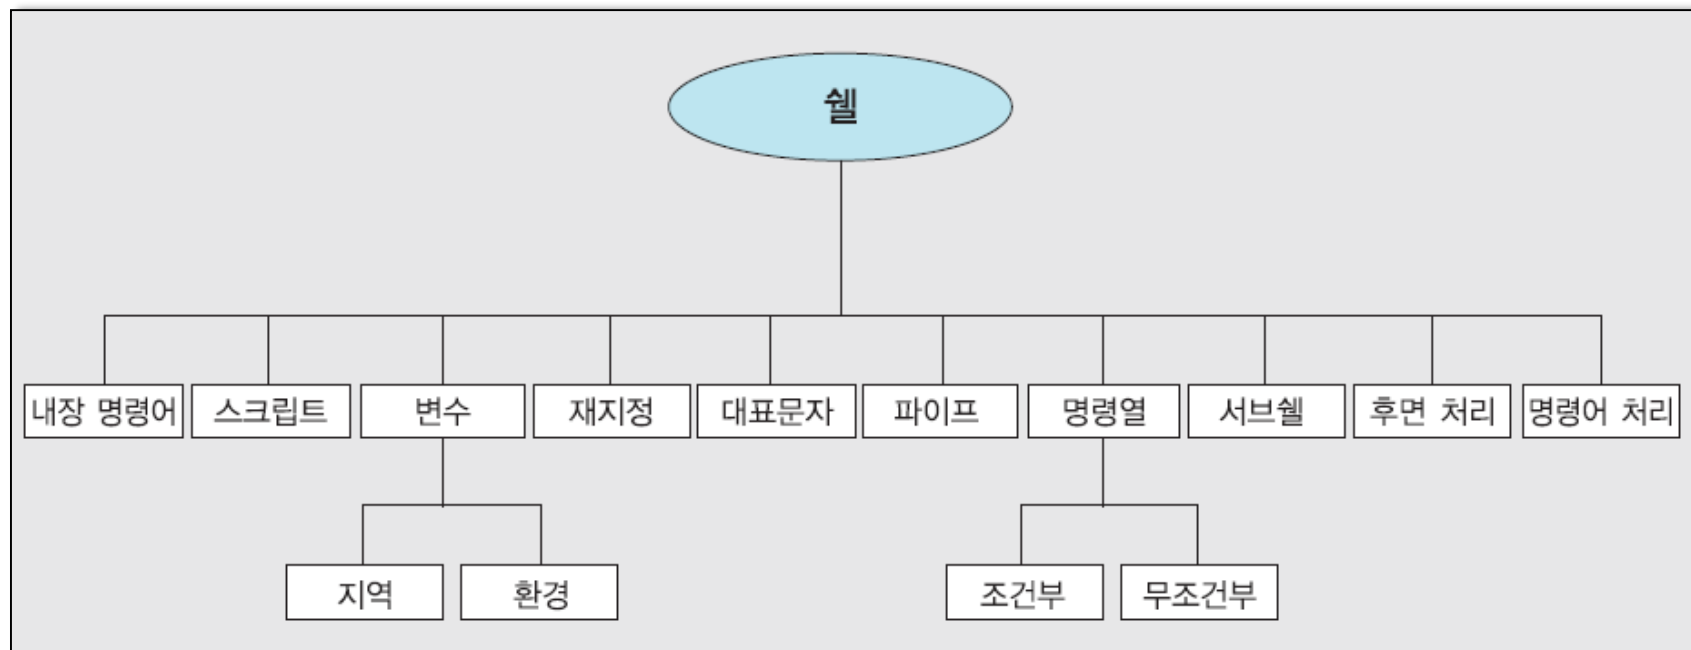 쉘
내장 명령어 스크립트 변수 재지정 대표문자 파이프 명령열 서브쉘 후면 처리 명령어 처리
지역 환경 조건부 무조건부